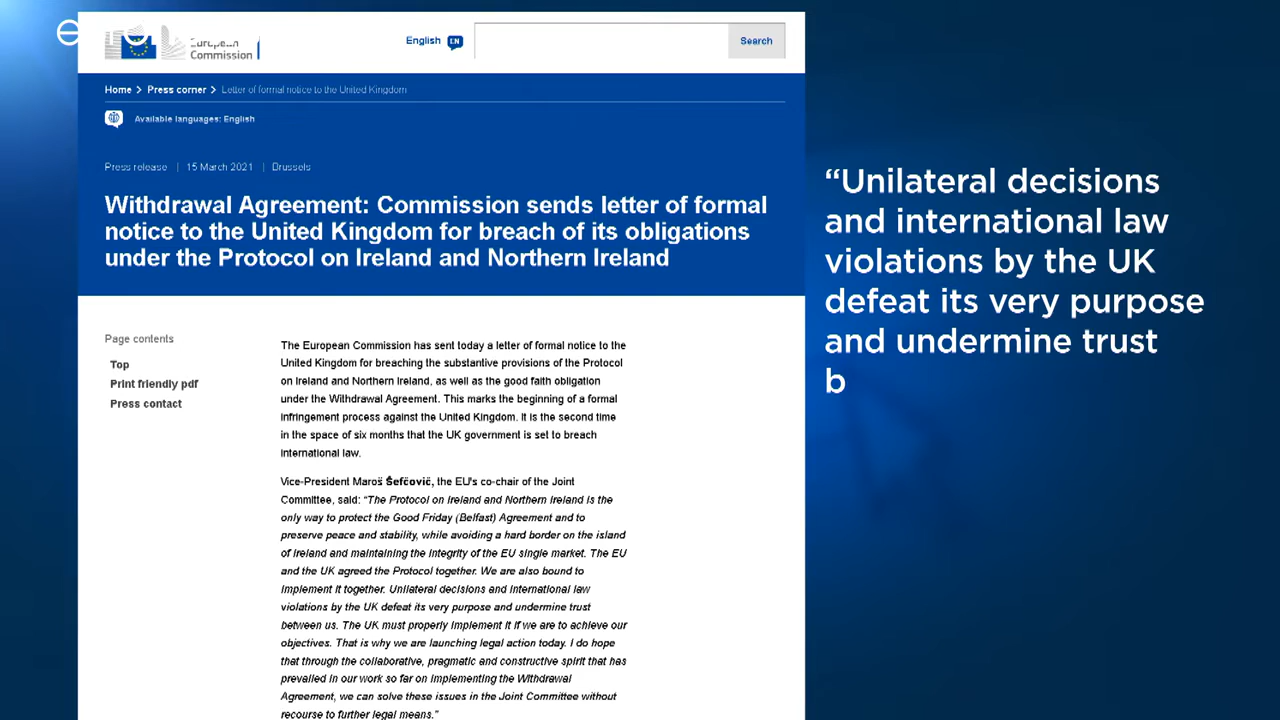 e
European
Commission
English EN
Search
Home > Press corner > Letter of formal notice to the United Kingdom
Available languages: English
Press release | 15 March 2021 | Brussels
Withdrawal Agreement: Commission sends letter of formal
notice to the United Kingdom for breach of its obligations
under the Protocol on Ireland and Northern Ireland
Page contents
Top
Print friendly pdf
Press contact
The European Commission has sent today a letter of formal notice to the
United Kingdom for breaching the substantive provisions of the Protocol
on Ireland and Northern Ireland, as well as the good faith obligation
under the Withdrawal Agreement. This marks the beginning of a formal
infringement process against the United Kingdom. It is the second time
in the space of six months that the UK government is set to breach
international law.
Vice-President Maroš Šefčovič, the EU's co-chair of the Joint
Committee, said: “The Protocol on Ireland and Northern Ireland is the
only way to protect the Good Friday (Belfast) Agreement and to
preserve peace and stability, while avoiding a hard border on the island
of Ireland and maintaining the integrity of the EU single market. The EU
and the UK agreed the Protocol together. We are also bound to
implement it together. Unilateral decisions and international law
violations by the UK defeat its very purpose and undermine trust
between us. The UK must properly implement it if we are to achieve our
objectives. That is why we are launching legal action today. I do hope
that through the collaborative, pragmatic and constructive spirit that has
prevailed in our work so far on implementing the Withdrawal
Agreement, we can solve these issues in the Joint Committee without
recourse to further legal means.”
“Unilateral decisions
and international law
violations by the UK
defeat its very purpose
and undermine trust
b